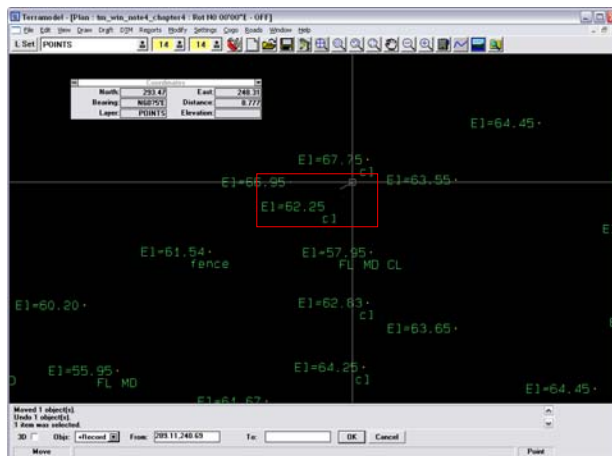 Terramodel - [Plan : tm_win_note4_chapter4 : Rot N0 00'00"E - OFF]
File Edit View Draw Draft DTM Reports Modify Settings Cogo Roads Window Help
L Set POINTS 14 14
Coordinates
North: 293.47 East: 248.31
Bearing: Distance: 8.777
Layer: POINTS Elevation:
El=64.45
El=67.75
cl
El=66.95 El=63.55
El=62.25
cl
El=61.54 El=57.95
fence FL MD CL
El=60.20 El=62.83
cl
El=63.65
El=55.95 El=64.25
FL MD cl
El=64.45
El=61.67
Moved 1 object(s).
Undo 1 object(s).
1 item was selected.
3D Obj: +Record From: 289.11,240.69 To: OK Cancel
Move Point